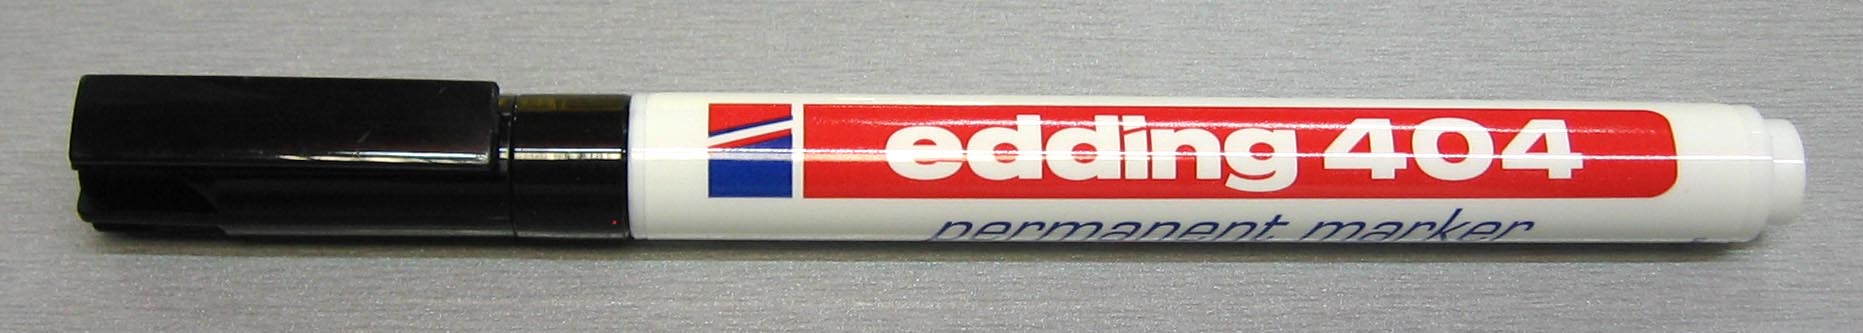 edding 404
permanent marker